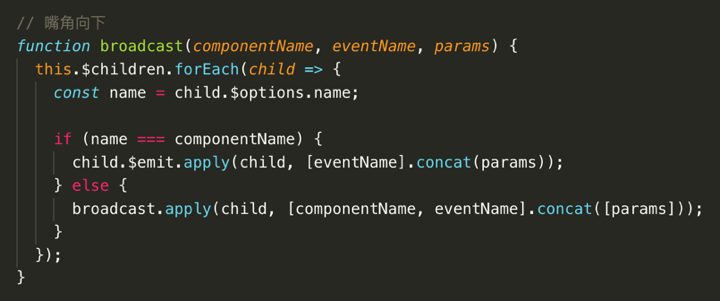 // 嘴角向下
function broadcast(componentName, eventName, params) {
  this.$children.forEach(child => {
    const name = child.$options.name;

    if (name === componentName) {
      child.$emit.apply(child, [eventName].concat(params));
    } else {
      broadcast.apply(child, [componentName, eventName].concat([params]));
    }
  });
}